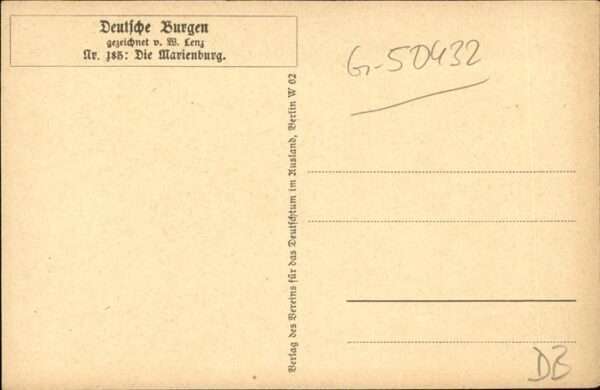 Deutsche Burgen
gezeichnet v. W. Lenz
Nr. 385: Die Marienburg.
G-50432
Verlag des Vereins für das Deutschtum im Ausland, Berlin W 62
DB